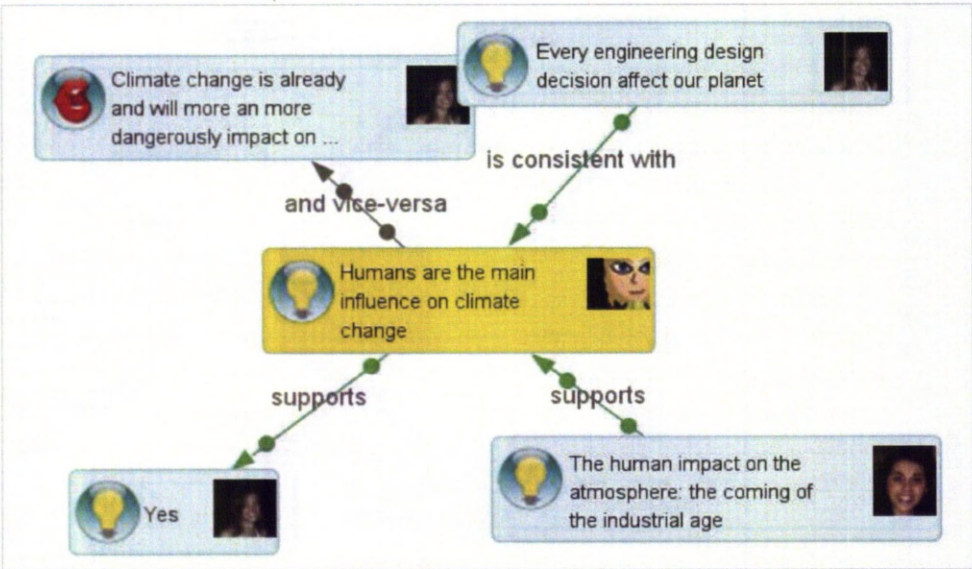 Climate change is already
and will more an more
dangerously impact on ...
Every engineering design
decision affect our planet
is consistent with
and vice-versa
Humans are the main
influence on climate
change
supports
supports
Yes
The human impact on the
atmosphere: the coming of
the industrial age